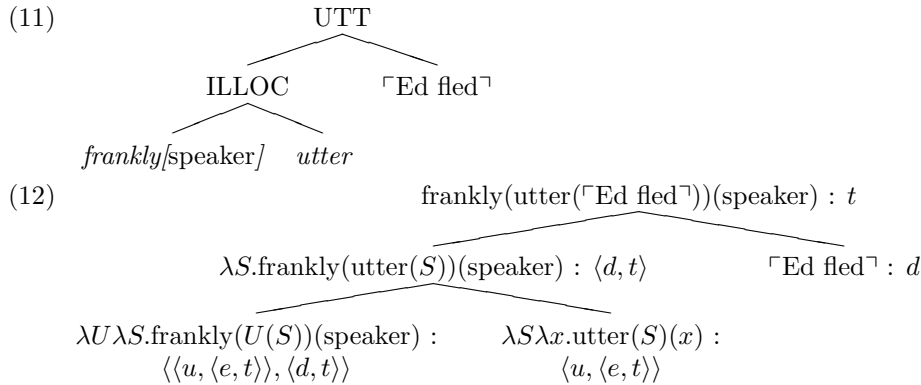 (11) UTT
ILLOC ⌜Ed fled⌝
frankly[speaker] utter
(12) frankly(utter(⌜Ed fled⌝))(speaker) : t
λS.frankly(utter(S))(speaker) : ⟨d, t⟩ ⌜Ed fled⌝ : d
λUλS.frankly(U(S))(speaker) : λSλx.utter(S)(x) :
⟨⟨u, ⟨e, t⟩⟩, ⟨d, t⟩⟩ ⟨u, ⟨e, t⟩⟩